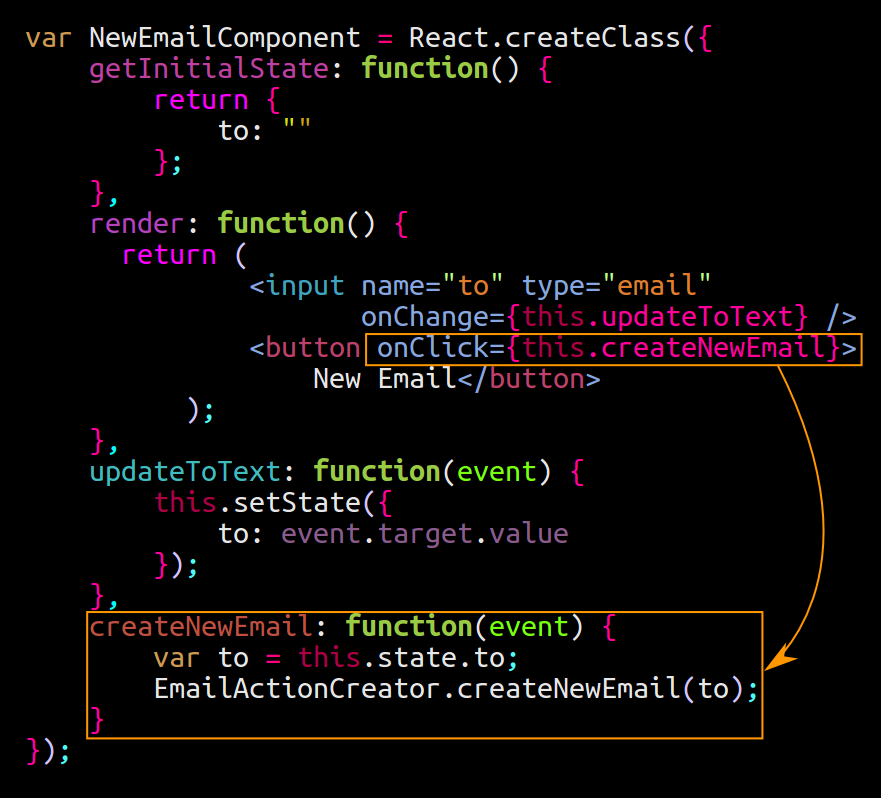 var NewEmailComponent = React.createClass({
    getInitialState: function() {
        return {
            to: ""
        };
    },
    render: function() {
      return (
              <input name="to" type="email"
                     onChange={this.updateToText} />
              <button onClick={this.createNewEmail}>
                  New Email</button>
          );
    },
    updateToText: function(event) {
        this.setState({
            to: event.target.value
        });
    },
    createNewEmail: function(event) {
        var to = this.state.to;
        EmailActionCreator.createNewEmail(to);
    }
});